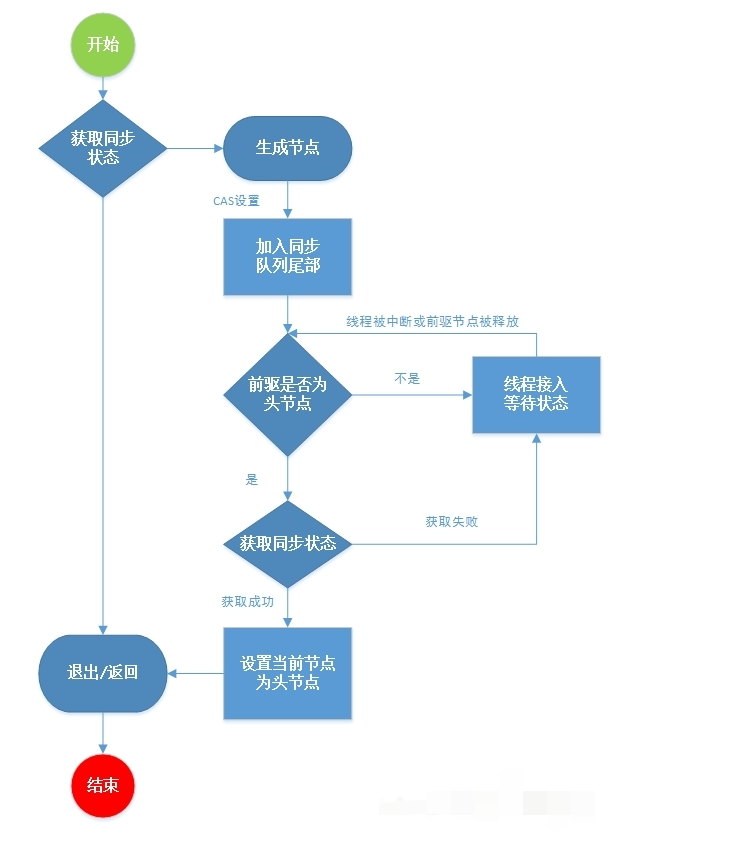 开始
获取同步
状态
生成节点
CAS设置
加入同步
队列尾部
线程被中断或前驱节点被释放
前驱是否为
头节点
不是
线程接入
等待状态
是
获取同步状态
获取失败
获取成功
设置当前节点
为头节点
退出/返回
结束